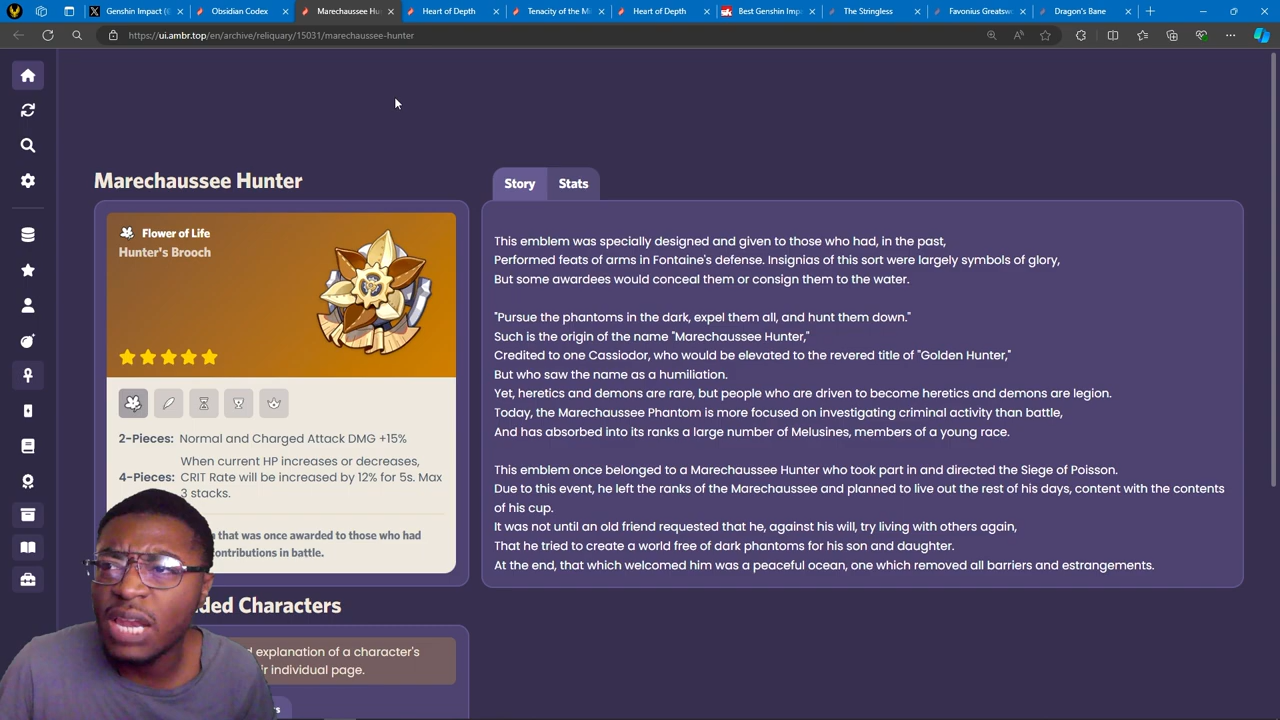 Genshin Impact (
Obsidian Codex
Marechaussee Hu
Heart of Depth
Tenacity of the Mi
Heart of Depth
Best Genshin Imp
The Stringless
Favonius Greatsw
Dragon's Bane
https://ui.ambr.top/en/archive/reliquary/15031/marechaussee-hunter
Marechaussee Hunter
Flower of Life
Hunter's Brooch
2-Pieces: Normal and Charged Attack DMG +15%
When current HP increases or decreases,
4-Pieces: CRIT Rate will be increased by 12% for 5s. Max
3 stacks.
that was once awarded to those who had
ontributions in battle.
ded Characters
explanation of a character's
ir individual page.
Story
Stats
This emblem was specially designed and given to those who had, in the past,
Performed feats of arms in Fontaine's defense. Insignias of this sort were largely symbols of glory,
But some awardees would conceal them or consign them to the water.
"Pursue the phantoms in the dark, expel them all, and hunt them down."
Such is the origin of the name "Marechaussee Hunter,"
Credited to one Cassiodor, who would be elevated to the revered title of "Golden Hunter,"
But who saw the name as a humiliation.
Yet, heretics and demons are rare, but people who are driven to become heretics and demons are legion.
Today, the Marechaussee Phantom is more focused on investigating criminal activity than battle,
And has absorbed into its ranks a large number of Melusines, members of a young race.
This emblem once belonged to a Marechaussee Hunter who took part in and directed the Siege of Poisson.
Due to this event, he left the ranks of the Marechaussee and planned to live out the rest of his days, content with the contents
of his cup.
It was not until an old friend requested that he, against his will, try living with others again,
That he tried to create a world free of dark phantoms for his son and daughter.
At the end, that which welcomed him was a peaceful ocean, one which removed all barriers and estrangements.